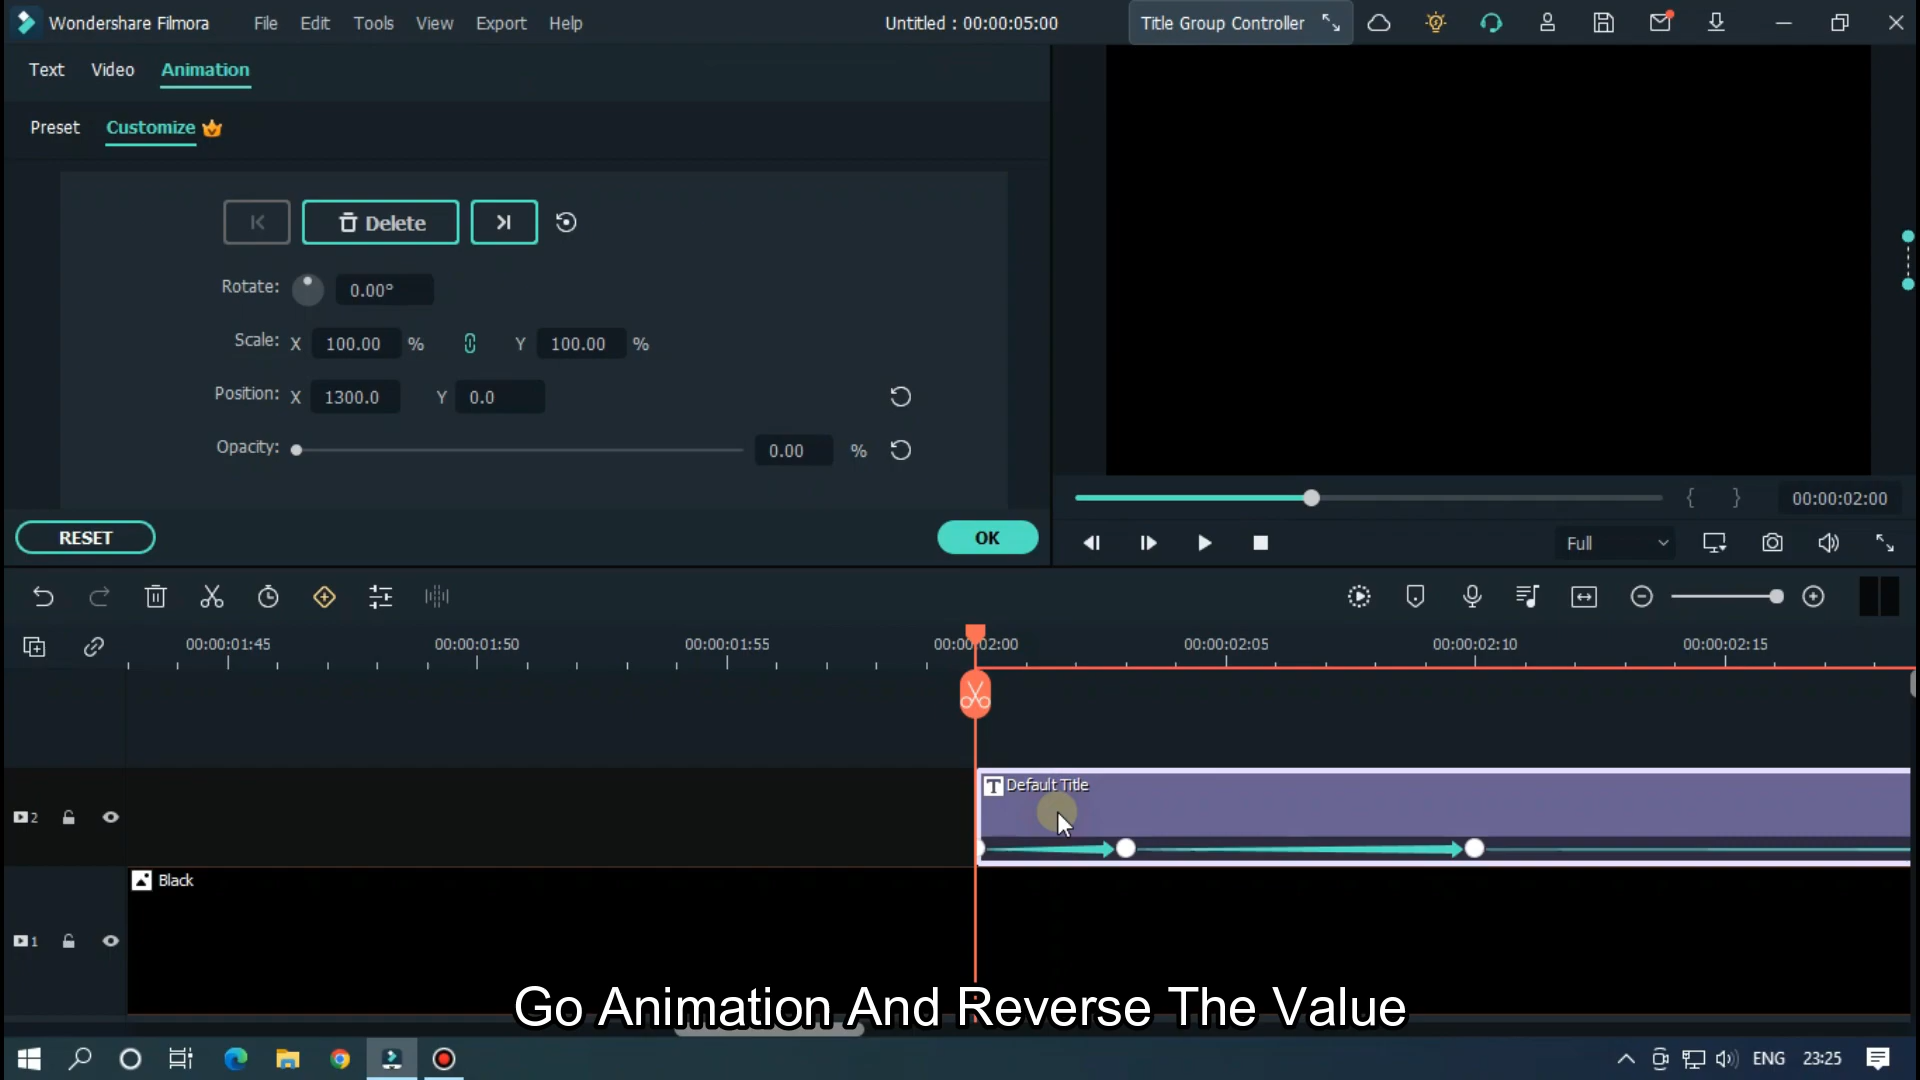 Wondershare Filmora File Edit Tools View Export Help Untitled : 00:00:05:00 Title Group Controller
Text Video Animation
Preset Customize
Delete
Rotate: 0.00°
Scale: X 100.00 % Y 100.00 %
Position: X 1300.0 Y 0.0
Opacity: 0.00 %
{ } 00:00:02:00
RESET OK
Full
00:00:01:45 00:00:01:50 00:00:01:55 00:00:02:00 00:00:02:05 00:00:02:10 00:00:02:15
T Default Title
2
Black
1
Go Animation And Reverse The Value
ENG 23:25